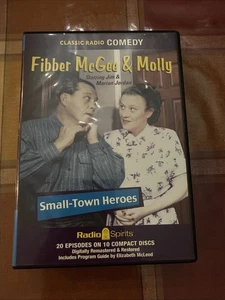 CLASSIC RADIO COMEDY
Fibber McGee & Molly
Starring Jim &
Marian Jordan
Small-Town Heroes
Radio Spirits
20 EPISODES ON 10 COMPACT DISCS
Digitally Remastered & Restored
Includes Program Guide by Elizabeth McLeod